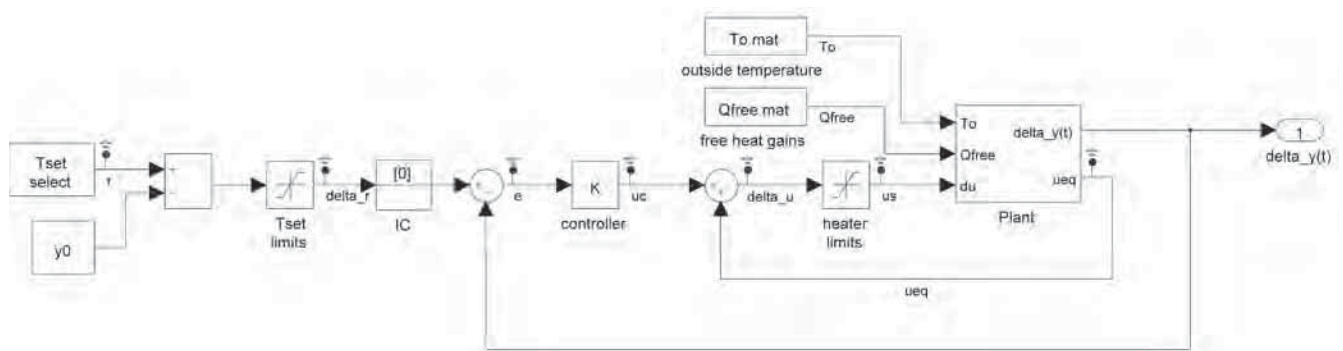 To mat
To
outside temperature
Qfree mat
Qfree
free heat gains
To
Qfree
du
delta_y(t)
ueq
Plant
1
delta_y(t)
Tset
select
r
y0
+
−
Tset
limits
delta_r
[0]
IC
e
K
controller
uc
delta_u
heater
limits
us
ueq